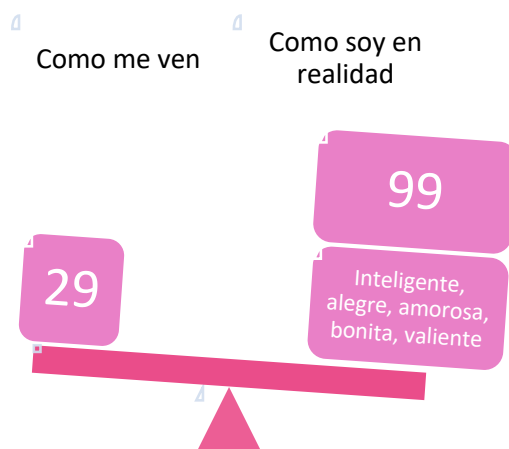 Como me ven
Como soy en
realidad
99
29
Inteligente,
alegre, amorosa,
bonita, valiente